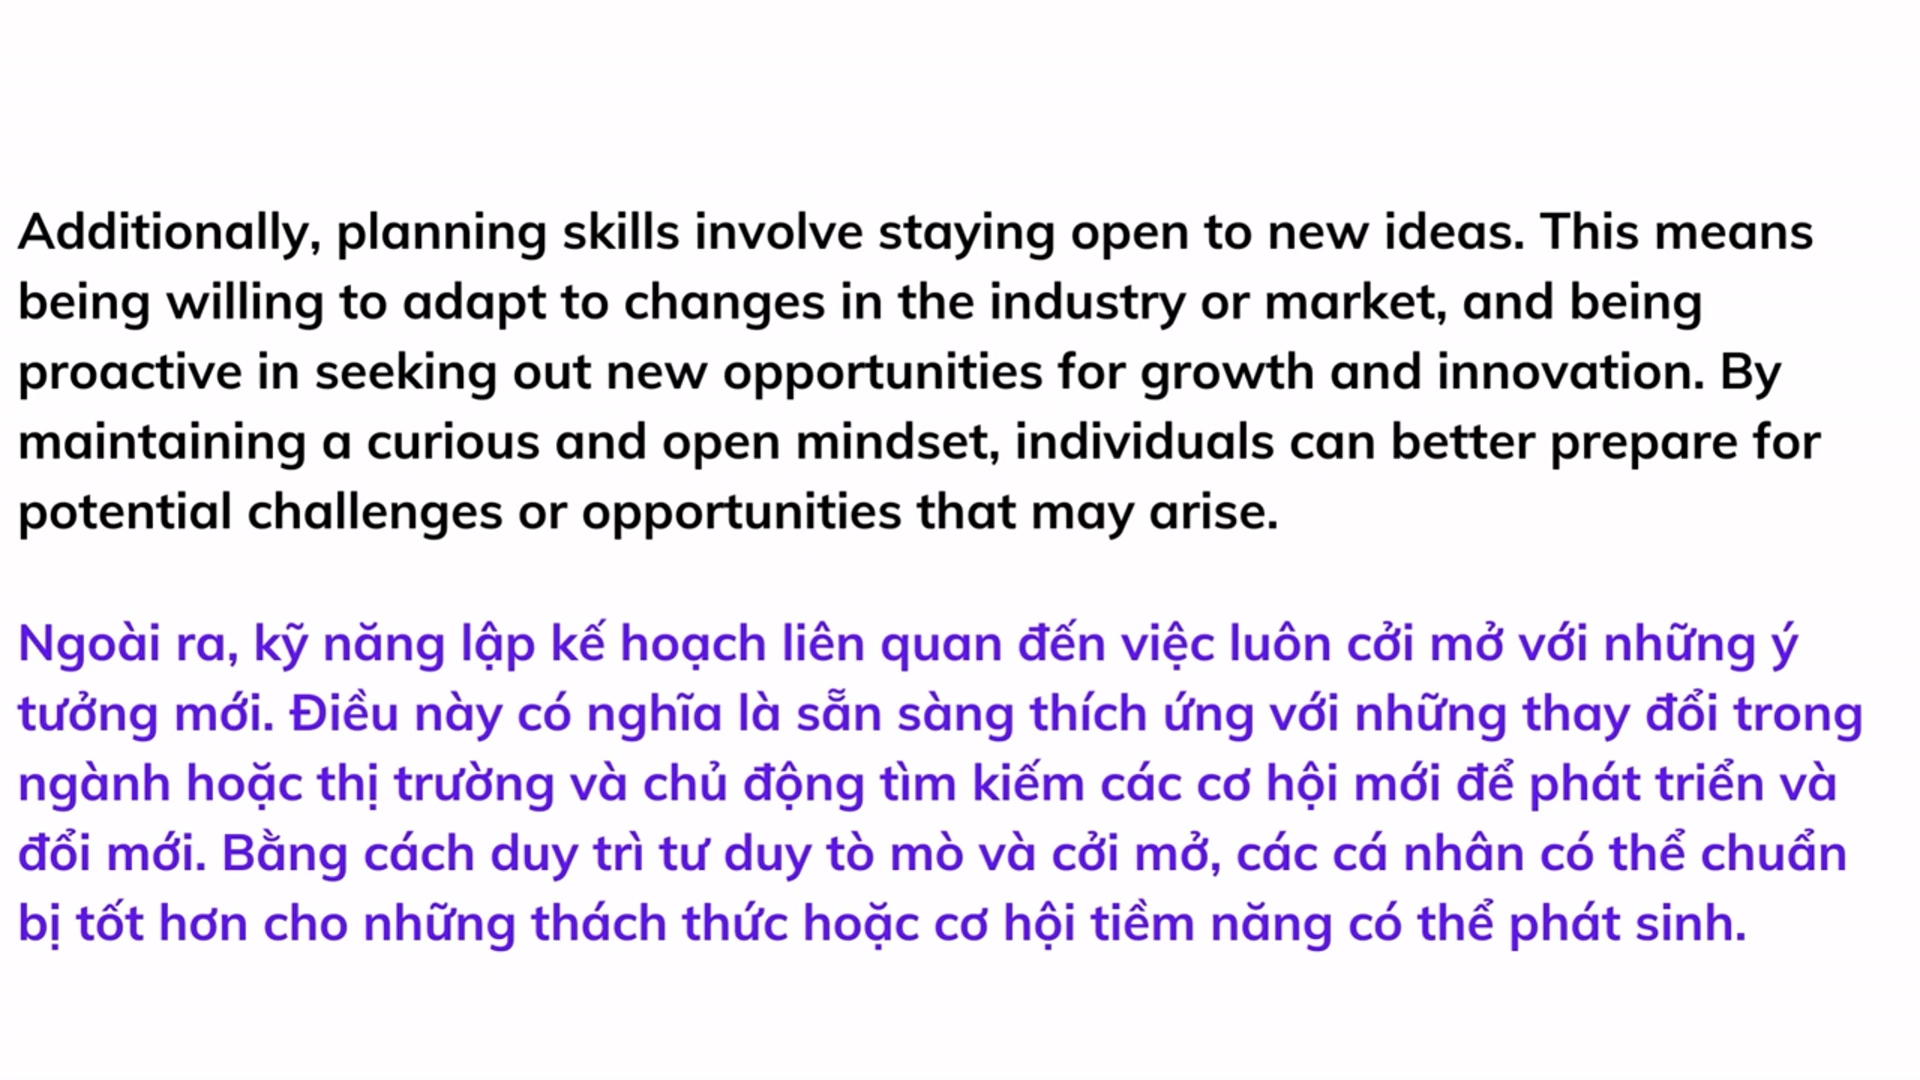 Additionally, planning skills involve staying open to new ideas. This means
being willing to adapt to changes in the industry or market, and being
proactive in seeking out new opportunities for growth and innovation. By
maintaining a curious and open mindset, individuals can better prepare for
potential challenges or opportunities that may arise.
Ngoài ra, kỹ năng lập kế hoạch liên quan đến việc luôn cởi mở với những ý
tưởng mới. Điều này có nghĩa là sẵn sàng thích ứng với những thay đổi trong
ngành hoặc thị trường và chủ động tìm kiếm các cơ hội mới để phát triển và
đổi mới. Bằng cách duy trì tư duy tò mò và cởi mở, các cá nhân có thể chuẩn
bị tốt hơn cho những thách thức hoặc cơ hội tiềm năng có thể phát sinh.